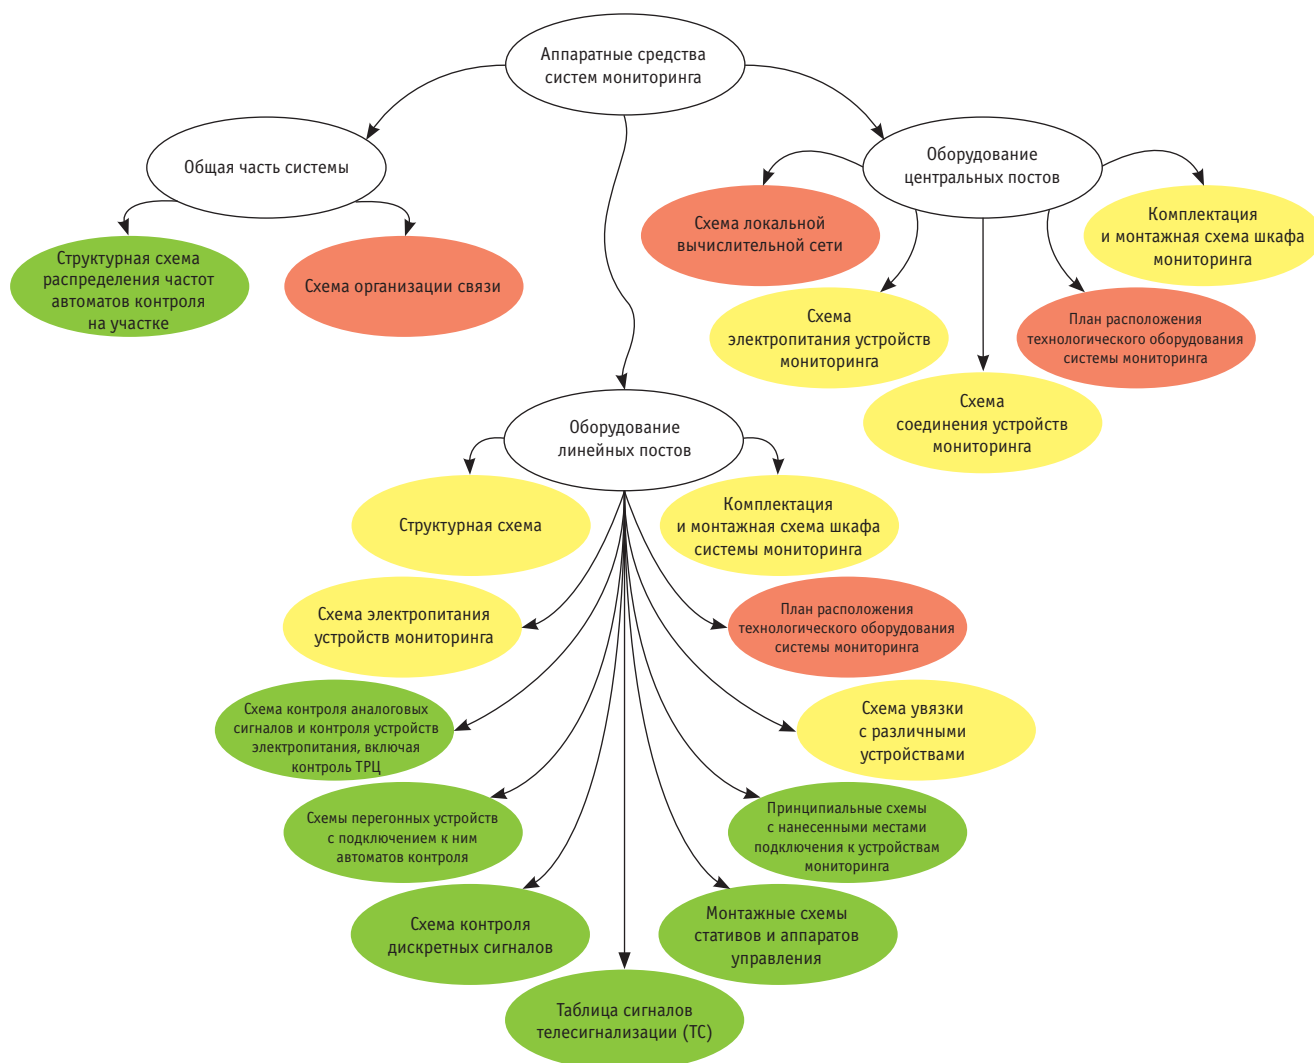 Аппаратные средства
систем мониторинга
Общая часть системы
Оборудование
центральных постов
Структурная схема
распределения частот
автоматов контроля
на участке
Схема организации связи
Схема локальной
вычислительной сети
Комплектация
и монтажная схема шкафа
мониторинга
Схема
электропитания устройств
мониторинга
План расположения
технологического оборудования
системы мониторинга
Схема
соединения устройств
мониторинга
Оборудование
линейных постов
Структурная схема
Комплектация
и монтажная схема шкафа
системы мониторинга
Схема электропитания
устройств мониторинга
План расположения
технологического оборудования
системы мониторинга
Схема контроля аналоговых
сигналов и контроля устройств
электропитания, включая
контроль ТРЦ
Схема увязки
с различными
устройствами
Схемы перегонных устройств
с подключением к ним
автоматов контроля
Принципиальные схемы
с нанесенными местами
подключения к устройствам
мониторинга
Схема контроля
дискретных сигналов
Монтажные схемы
стативов и аппаратов
управления
Таблица сигналов
телесигнализации (ТС)